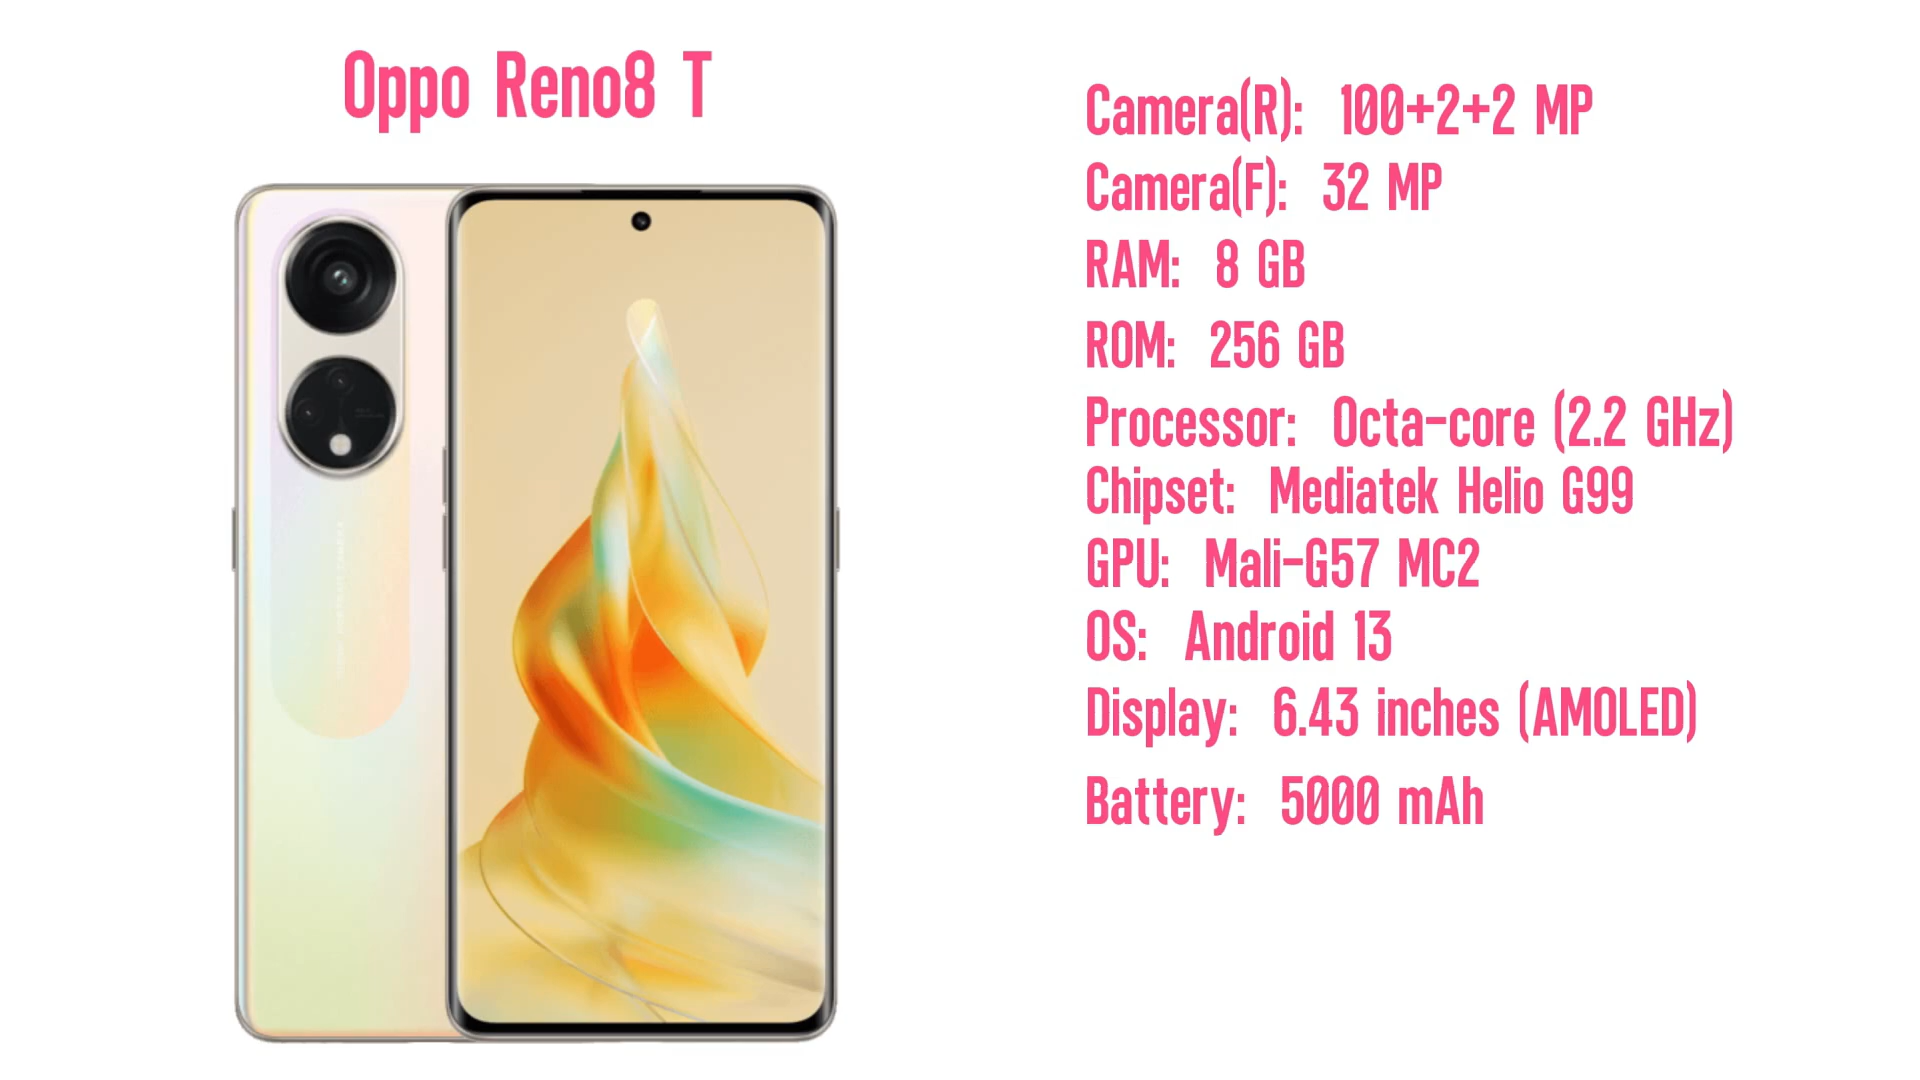 Oppo Reno8 T
Camera(R): 100+2+2 MP
Camera(F): 32 MP
RAM: 8 GB
ROM: 256 GB
Processor: Octa-core (2.2 GHz)
Chipset: Mediatek Helio G99
GPU: Mali-G57 MC2
OS: Android 13
Display: 6.43 inches (AMOLED)
Battery: 5000 mAh